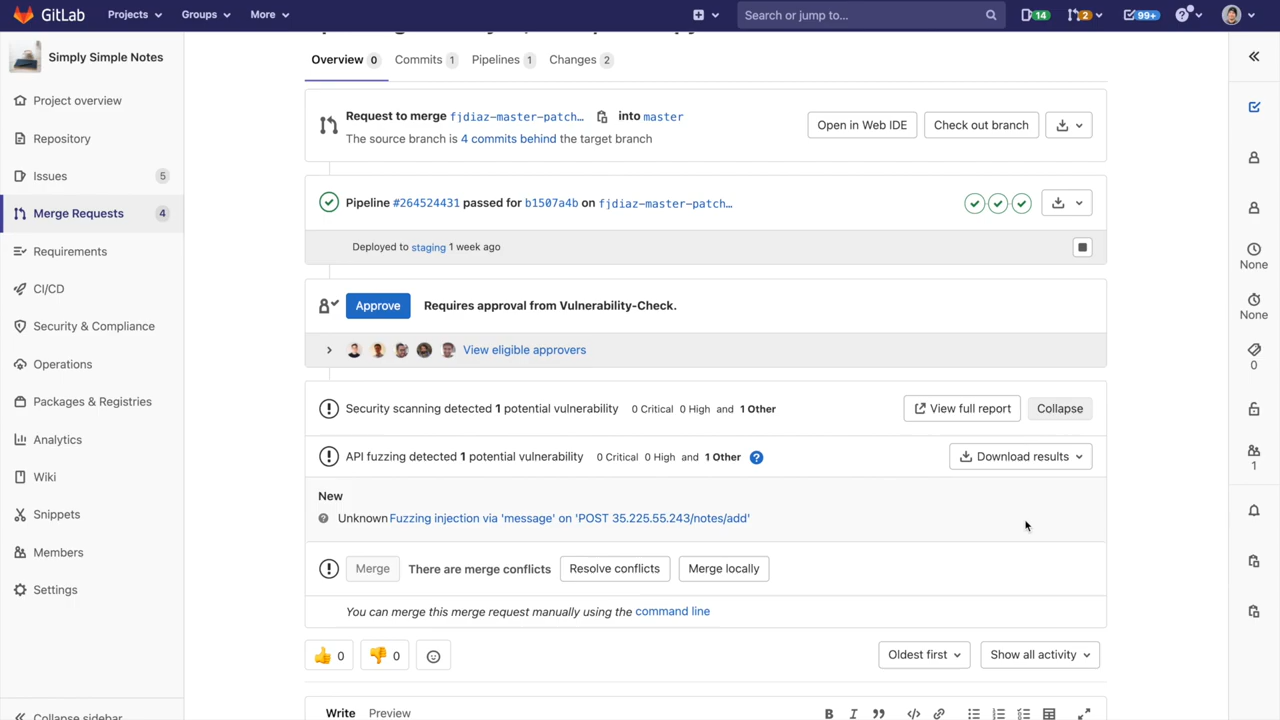 GitLab Projects Groups More Search or jump to... 14 2 99+
Simply Simple Notes
Project overview
Repository
Issues 5
Merge Requests 4
Requirements
CI/CD
Security & Compliance
Operations
Packages & Registries
Analytics
Wiki
Snippets
Members
Settings
Collapse sidebar
Overview 0 Commits 1 Pipelines 1 Changes 2
Request to merge fjdiaz-master-patch… into master
The source branch is 4 commits behind the target branch
Open in Web IDE Check out branch
Pipeline #264524431 passed for b1507a4b on fjdiaz-master-patch…
Deployed to staging 1 week ago
Approve Requires approval from Vulnerability-Check.
View eligible approvers
Security scanning detected 1 potential vulnerability 0 Critical 0 High and 1 Other View full report Collapse
API fuzzing detected 1 potential vulnerability 0 Critical 0 High and 1 Other ? Download results
New
Unknown Fuzzing injection via 'message' on 'POST 35.225.55.243/notes/add'
Merge There are merge conflicts Resolve conflicts Merge locally
You can merge this merge request manually using the command line
👍 0 👎 0 Oldest first Show all activity
Write Preview B I
None
None
0
1